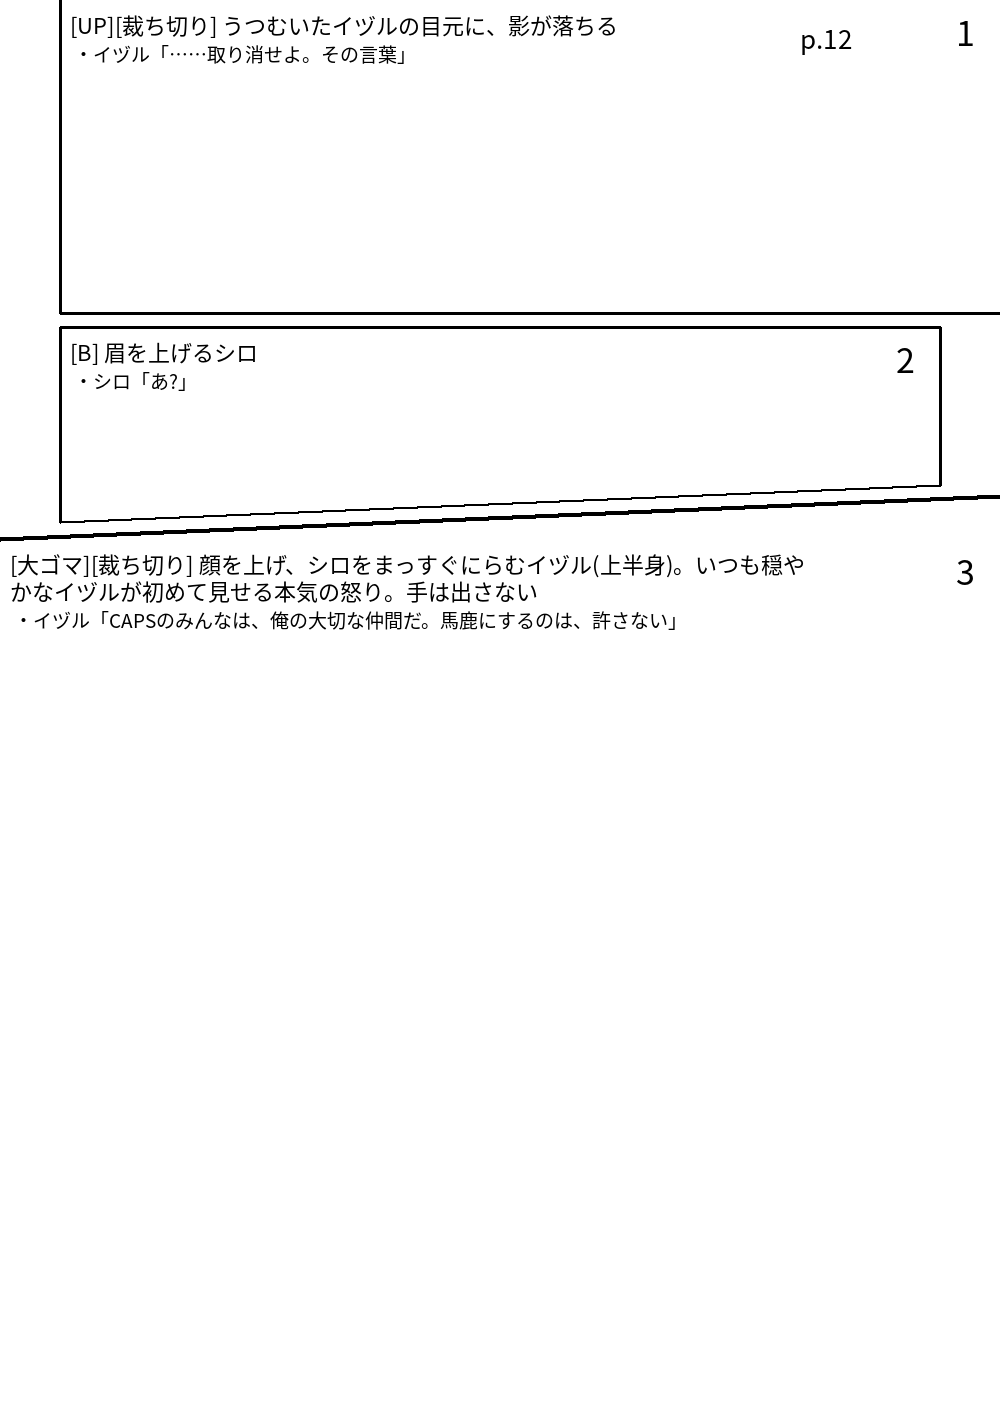 [UP][裁ち切り] うつむいたイヅルの目元に、影が落ちる
・イヅル「……取り消せよ。その言葉」
p.12
1
[B] 眉を上げるシロ
・シロ「あ?」
2
[大ゴマ][裁ち切り] 顔を上げ、シロをまっすぐにらむイヅル(上半身)。いつも穏や
かなイヅルが初めて見せる本気の怒り。手は出さない
・イヅル「CAPSのみんなは、俺の大切な仲間だ。馬鹿にするのは、許さない」
3